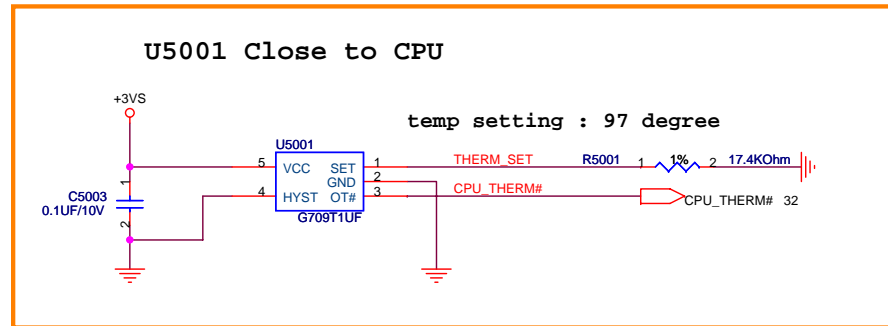 U5001 Close to CPU
+3VS
temp setting : 97 degree
U5001
5 VCC SET 1 THERM_SET R5001 1 1% 2 17.4KOhm
GND 2
4 HYST OT# 3 CPU_THERM# CPU_THERM# 32
G709T1UF
1
C5003
0.1UF/10V
2